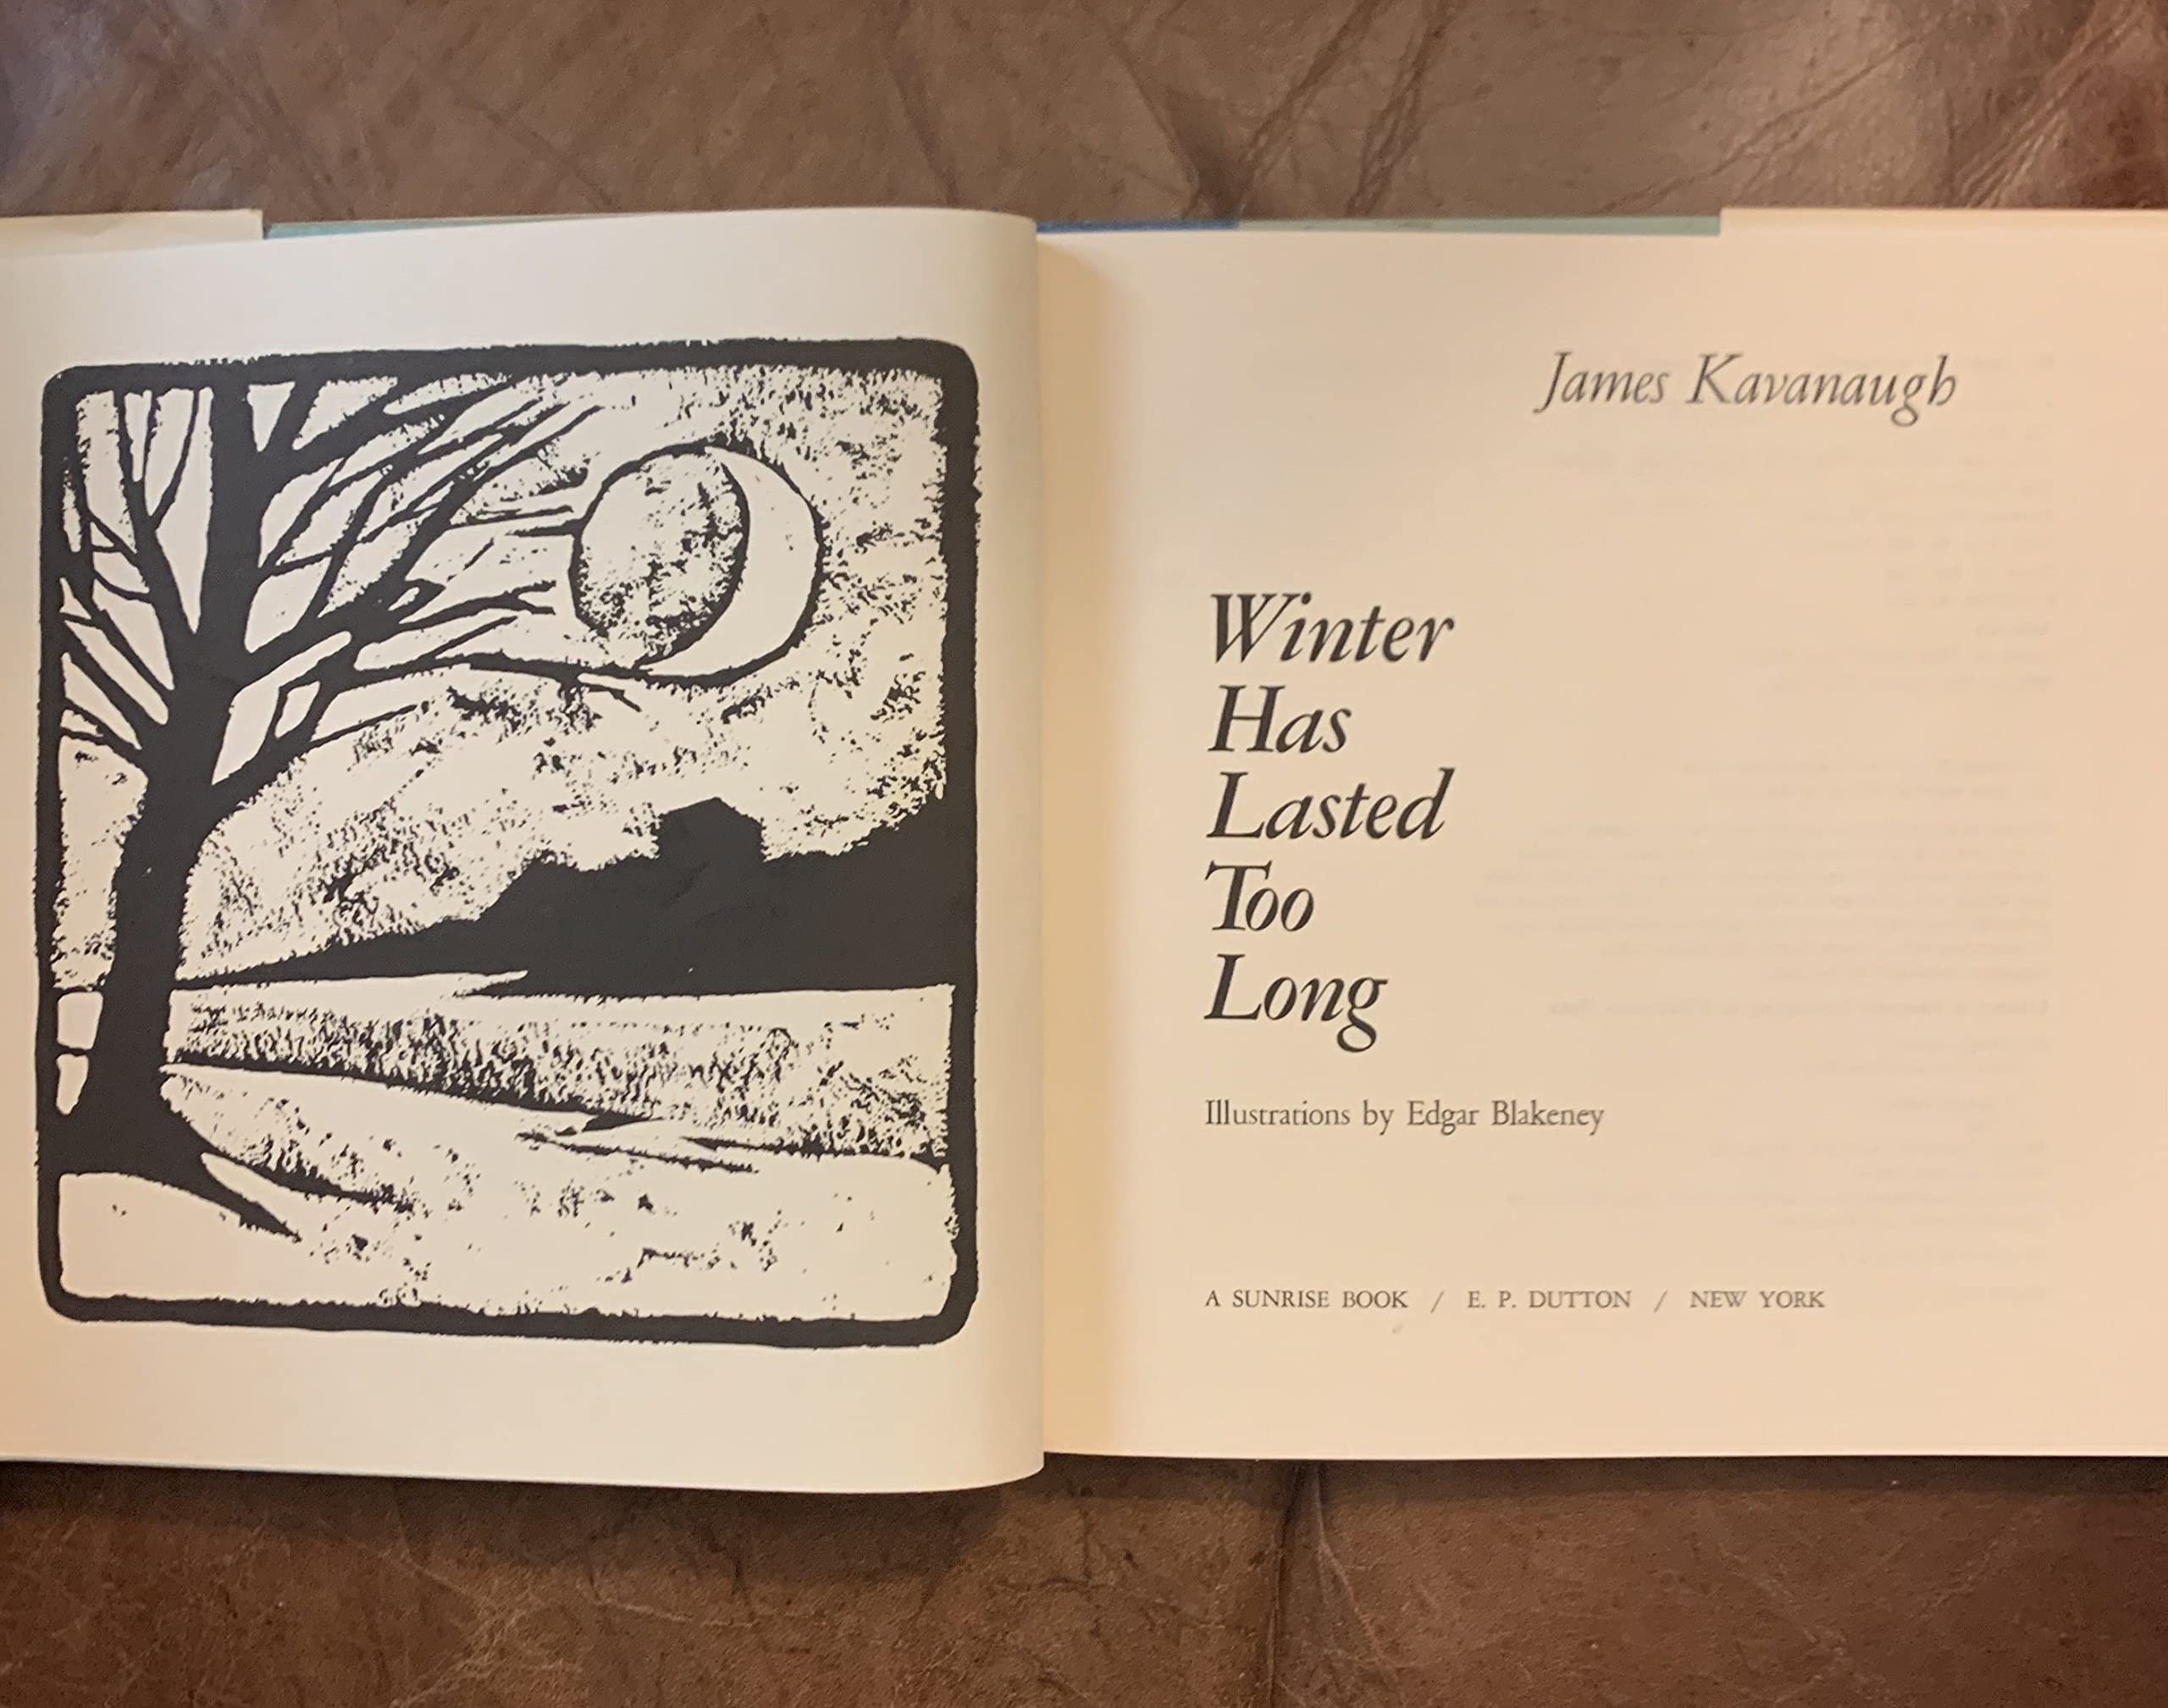 James Kavanaugh
Winter
Has
Lasted
Too
Long
Illustrations by Edgar Blakeney
A SUNRISE BOOK / E. P. DUTTON / NEW YORK